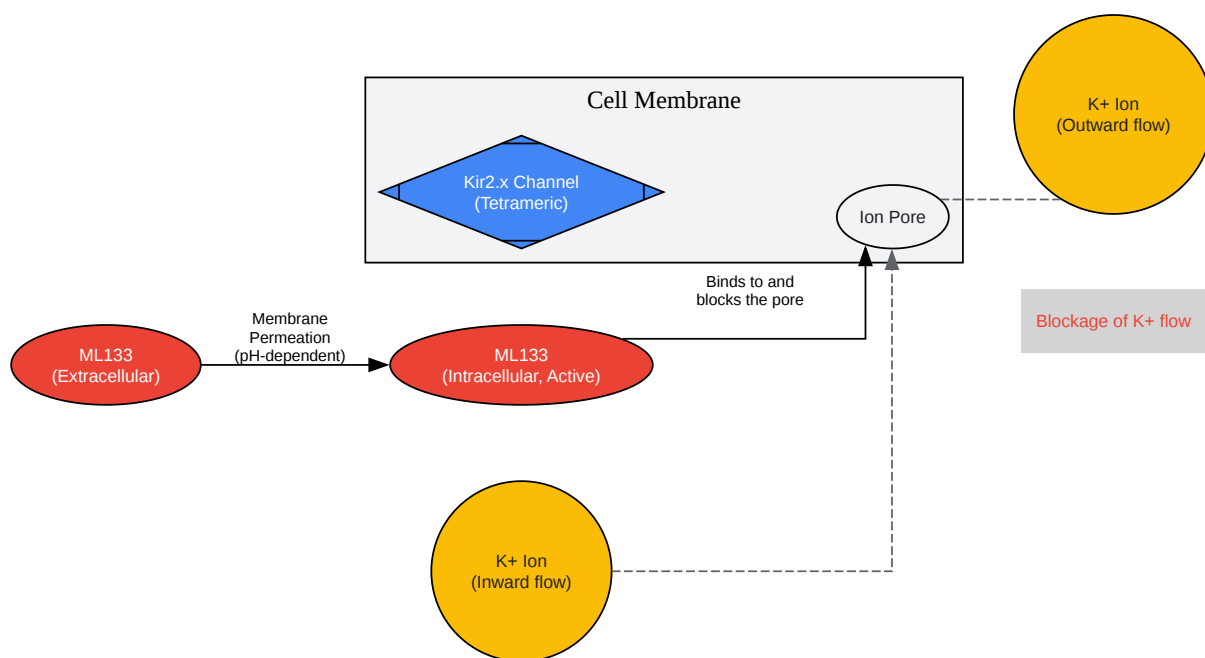 Cell Membrane
K+ Ion
(Outward flow)
Kir2.x Channel
(Tetrameric)
Ion Pore
Binds to and
blocks the pore
Membrane
Permeation
(pH-dependent)
Blockage of K+ flow
ML133
(Extracellular)
ML133
(Intracellular, Active)
K+ Ion
(Inward flow)